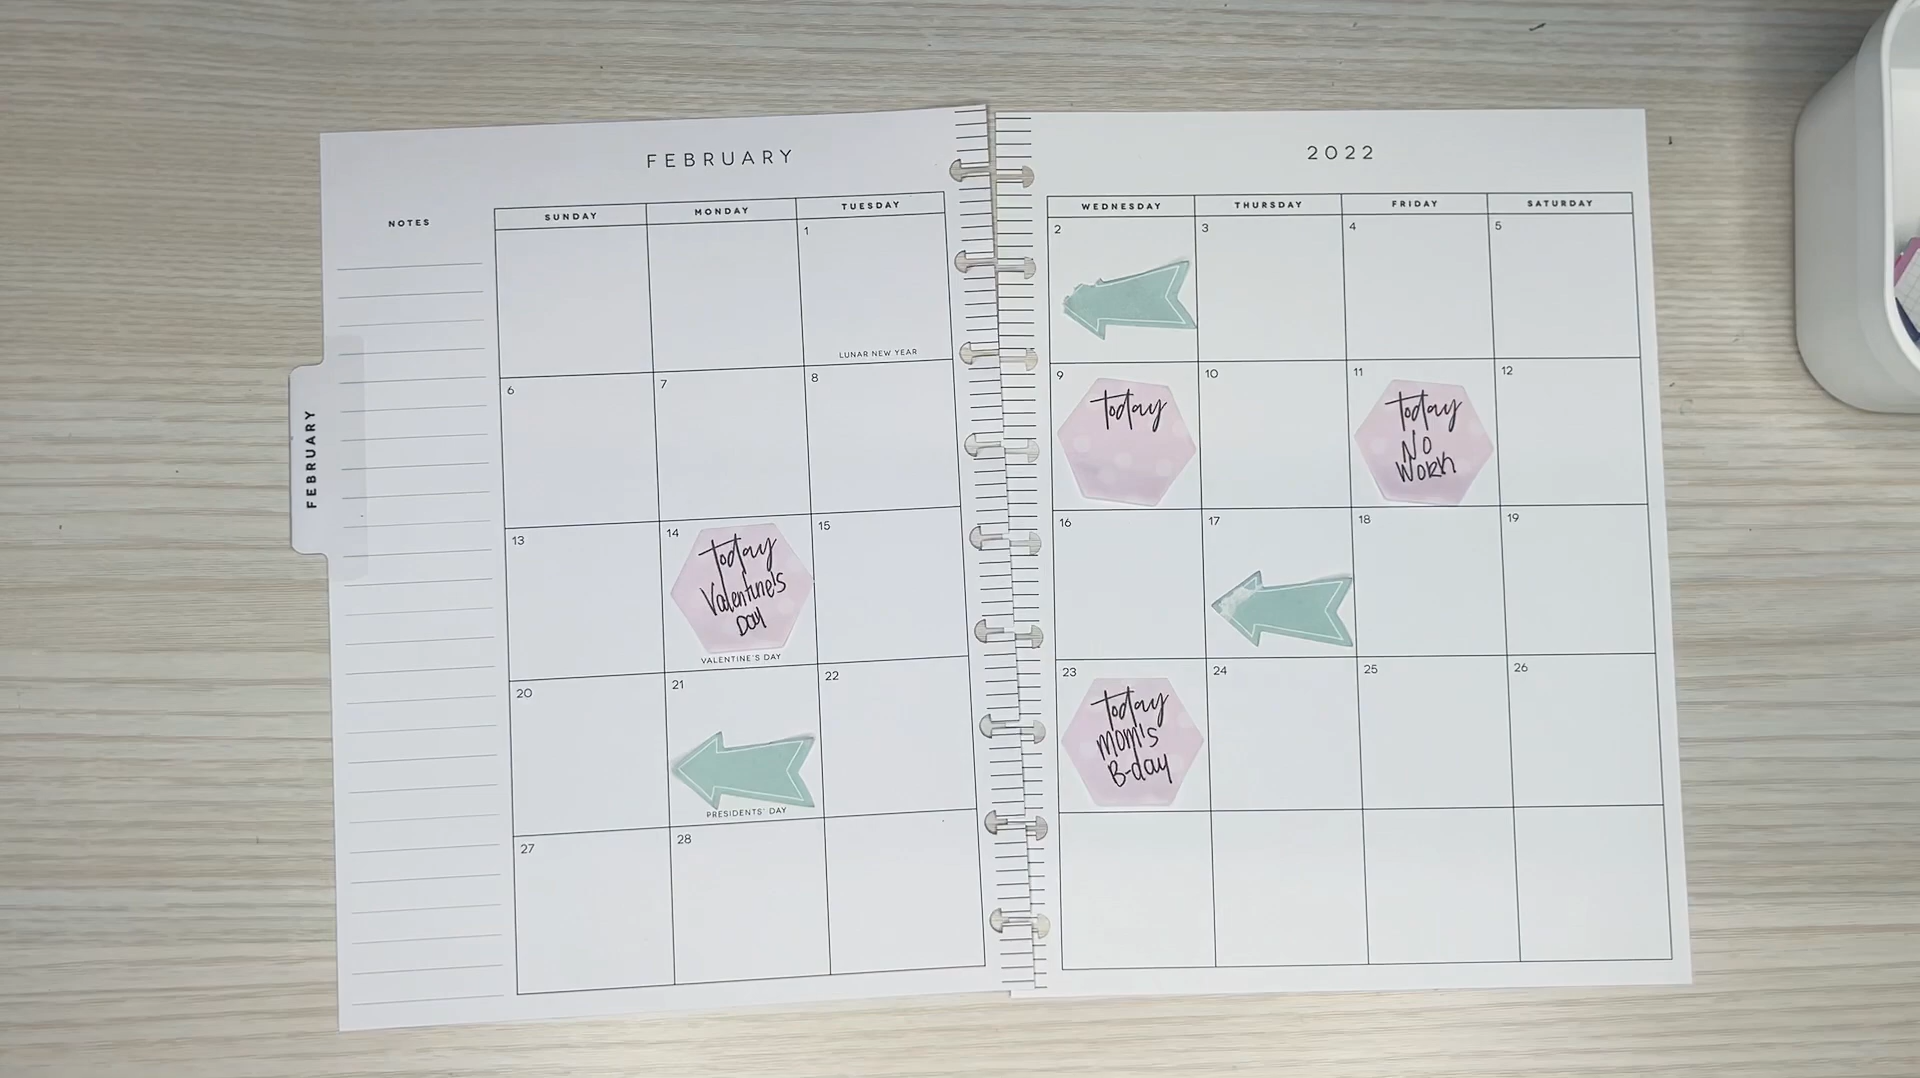 FEBRUARY
NOTES
SUNDAY MONDAY TUESDAY
1
LUNAR NEW YEAR
6 7 8
13 14 15
Today
Valentine's
Day
VALENTINE'S DAY
20 21 22
PRESIDENTS' DAY
27 28
FEBRUARY
2022
WEDNESDAY THURSDAY FRIDAY SATURDAY
2 3 4 5
9 10 11 12
Today
Today
NO
WORK
16 17 18 19
23 24 25 26
Today
mom's
B-day